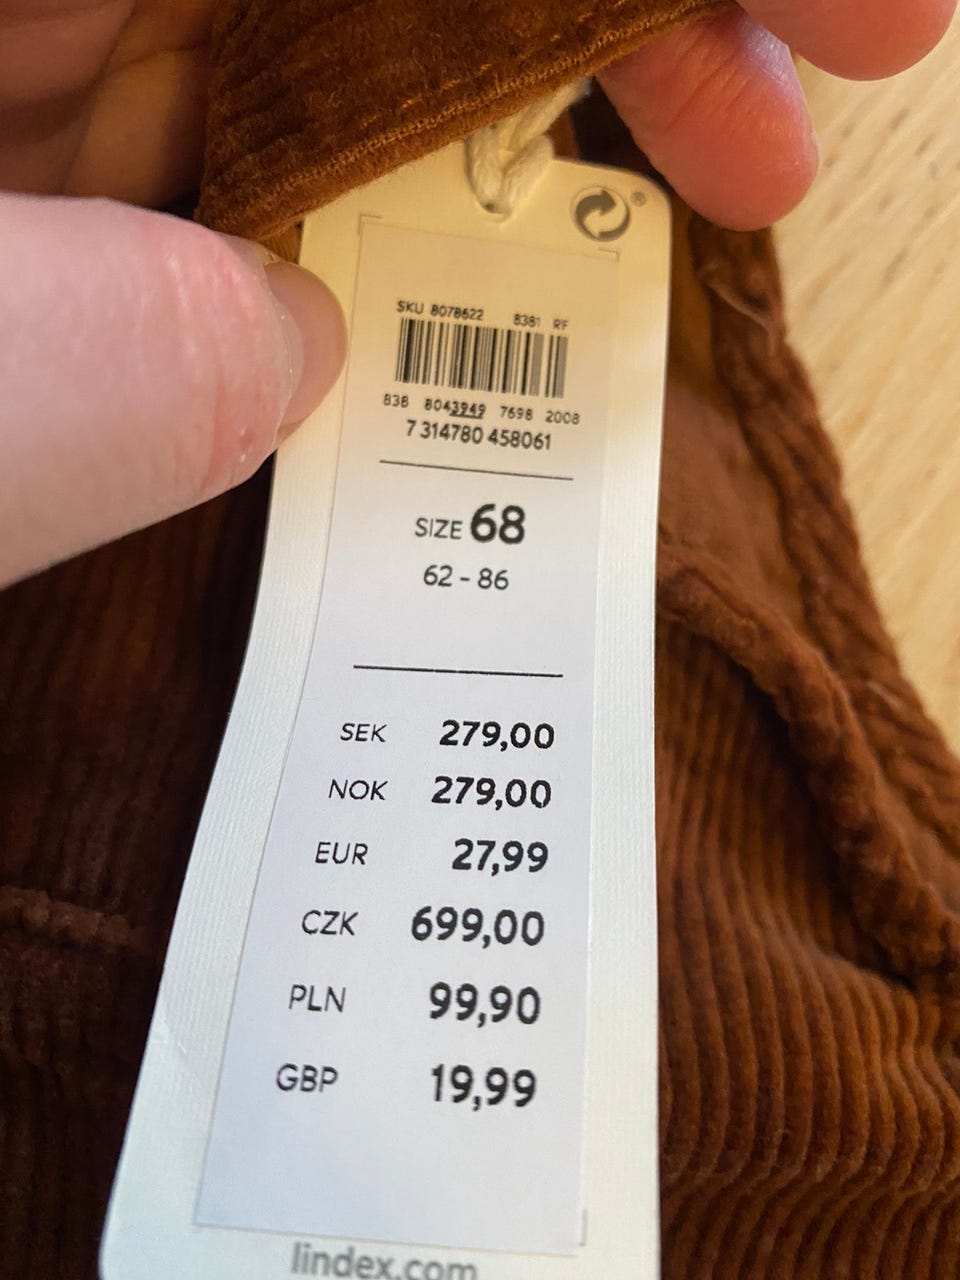 ®
SKU 8078622 8381 RF
838 8043949 7698 2008
7 314780 458061
SIZE 68
62 - 86
SEK 279,00
NOK 279,00
EUR 27,99
CZK 699,00
PLN 99,90
GBP 19,99
lindex.com